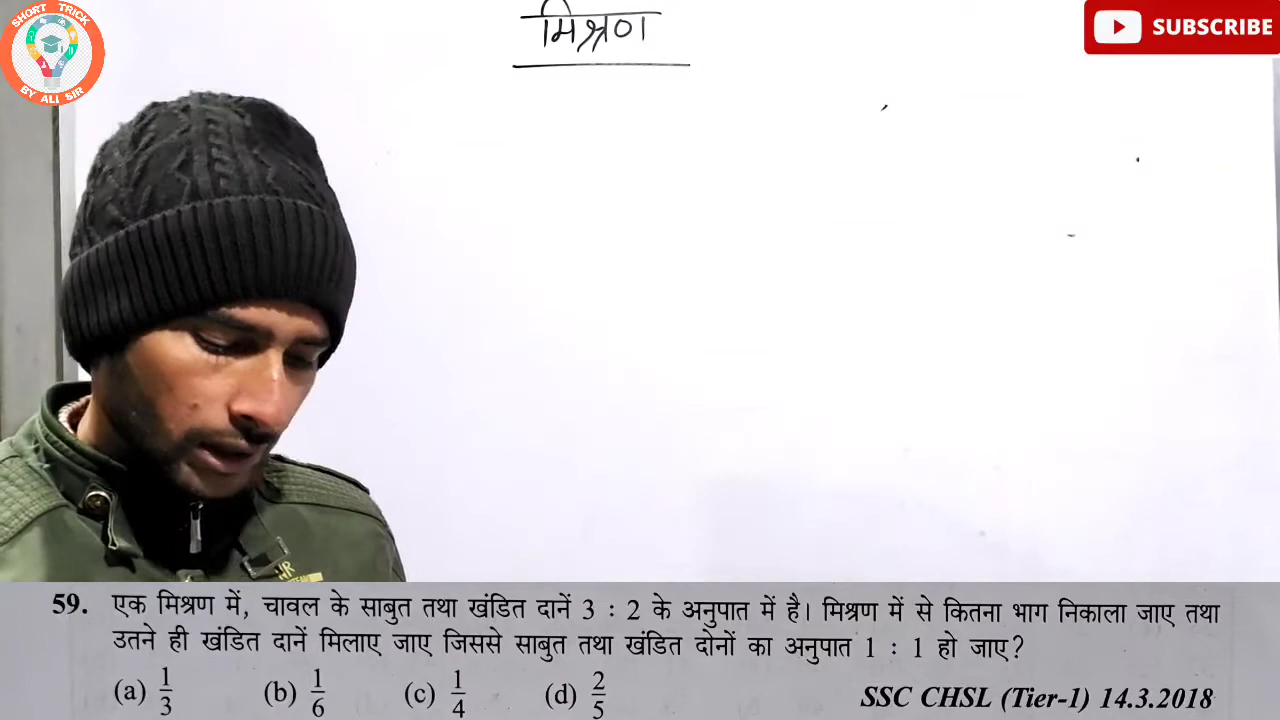 SHORT TRICK
BY ALI SIR
मिश्रण
SUBSCRIBE
59. एक मिश्रण में, चावल के साबुत तथा खंडित दानें 3 : 2 के अनुपात में है। मिश्रण में से कितना भाग निकाला जाए तथा
उतने ही खंडित दानें मिलाए जाए जिससे साबुत तथा खंडित दोनों का अनुपात 1 : 1 हो जाए?
(a) 1/3 (b) 1/6 (c) 1/4 (d) 2/5 SSC CHSL (Tier-1) 14.3.2018